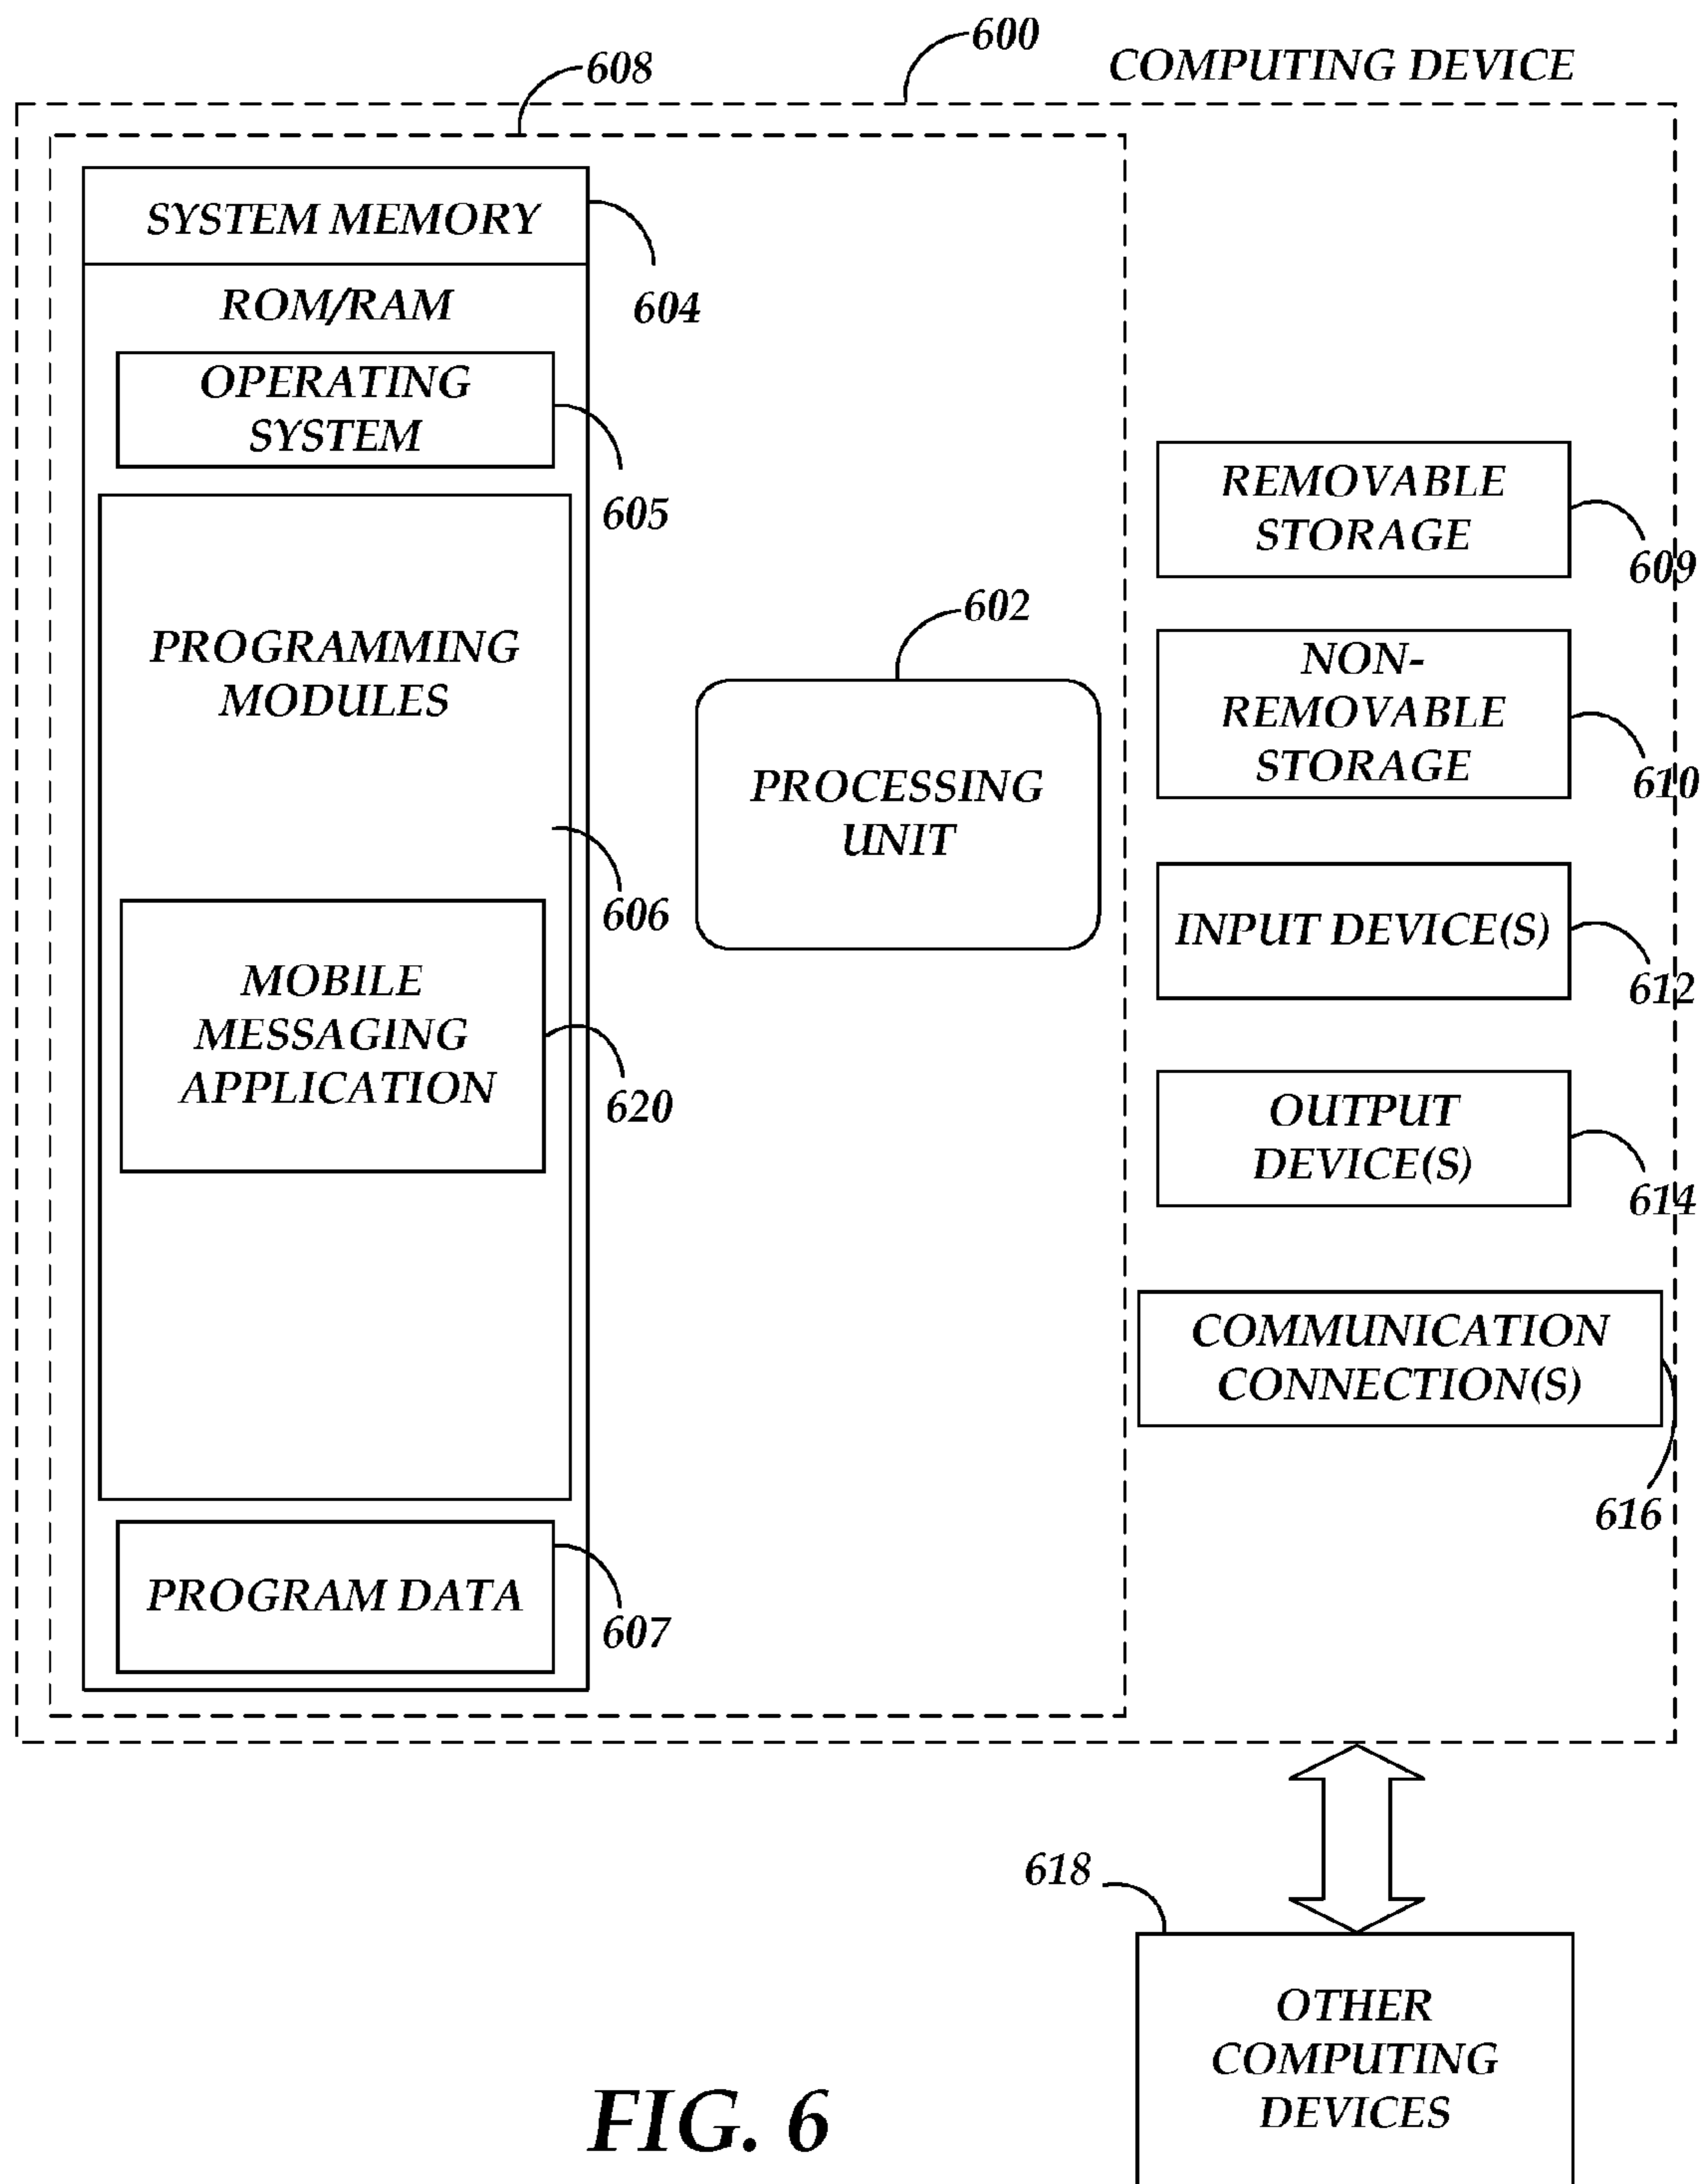 600
COMPUTING DEVICE
608
SYSTEM MEMORY
604
ROM/RAM
OPERATING
SYSTEM
605
PROGRAMMING
MODULES
606
MOBILE
MESSAGING
APPLICATION
620
PROGRAM DATA
607
602
PROCESSING
UNIT
REMOVABLE
STORAGE
609
NON-
REMOVABLE
STORAGE
610
INPUT DEVICE(S)
612
OUTPUT
DEVICE(S)
614
COMMUNICATION
CONNECTION(S)
616
618
OTHER
COMPUTING
DEVICES
FIG. 6